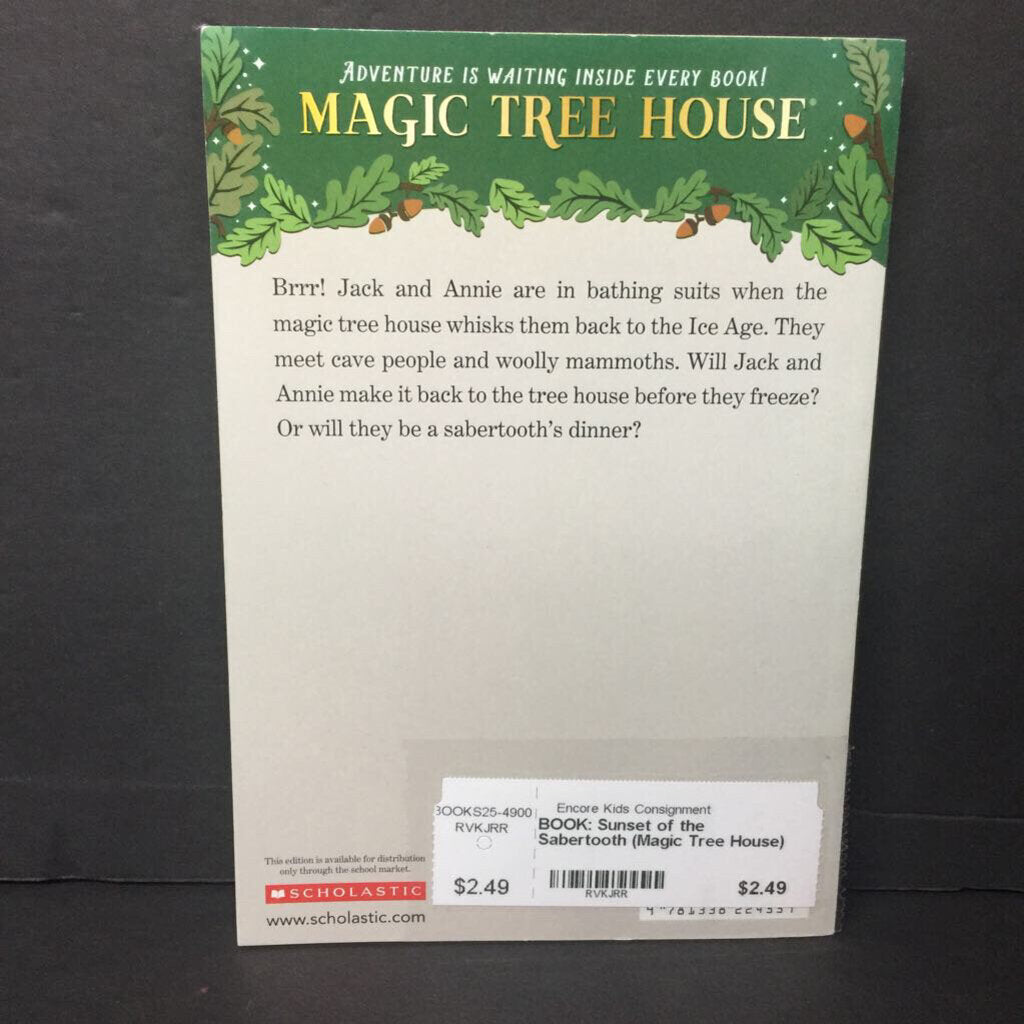 ADVENTURE IS WAITING INSIDE EVERY BOOK!
MAGIC TREE HOUSE®
Brrr! Jack and Annie are in bathing suits when the
magic tree house whisks them back to the Ice Age. They
meet cave people and woolly mammoths. Will Jack and
Annie make it back to the tree house before they freeze?
Or will they be a sabertooth's dinner?
BOOKS25-4900
RVKJRR
$2.49
Encore Kids Consignment
BOOK: Sunset of the
Sabertooth (Magic Tree House)
RVKJRR
$2.49
This edition is available for distribution
only through the school market.
SCHOLASTIC
www.scholastic.com